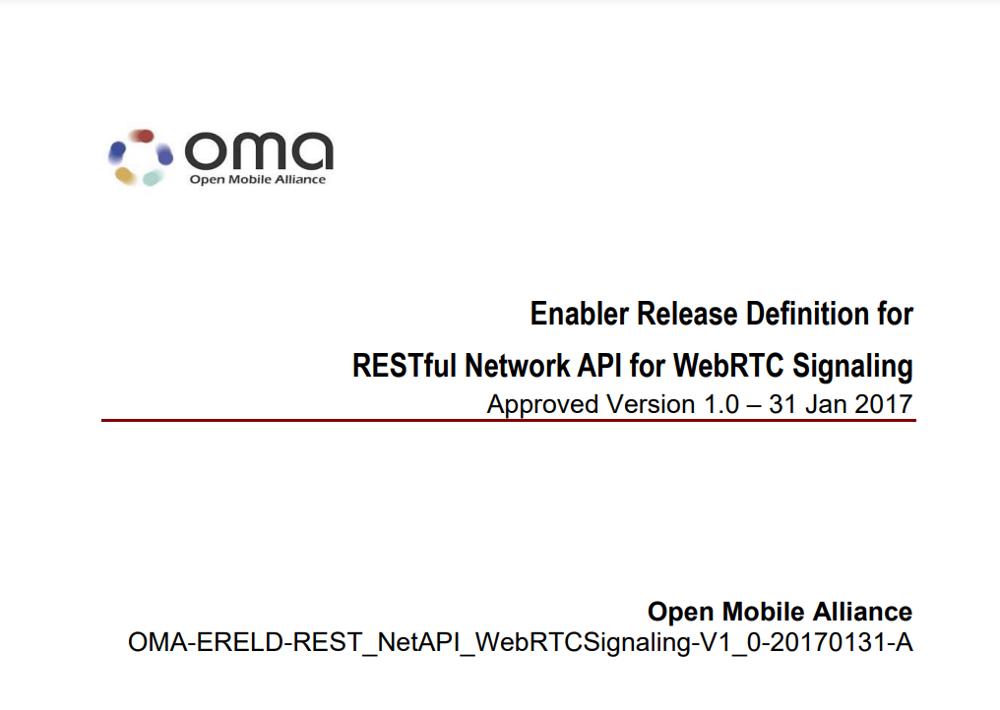 oma
Open Mobile Alliance
Enabler Release Definition for
RESTful Network API for WebRTC Signaling
Approved Version 1.0 – 31 Jan 2017
Open Mobile Alliance
OMA-ERELD-REST_NetAPI_WebRTCSignaling-V1_0-20170131-A